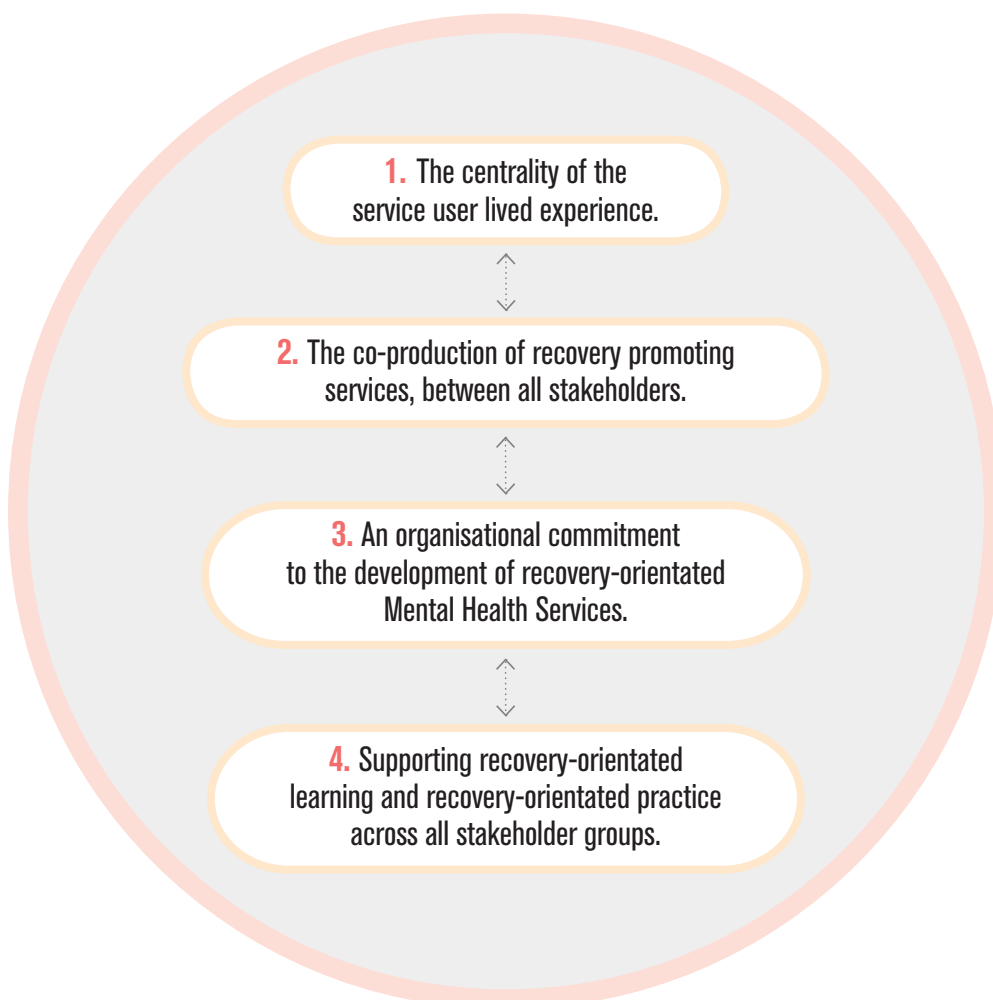 1. The centrality of the
service user lived experience.
2. The co-production of recovery promoting
services, between all stakeholders.
3. An organisational commitment
to the development of recovery-orientated
Mental Health Services.
4. Supporting recovery-orientated
learning and recovery-orientated practice
across all stakeholder groups.